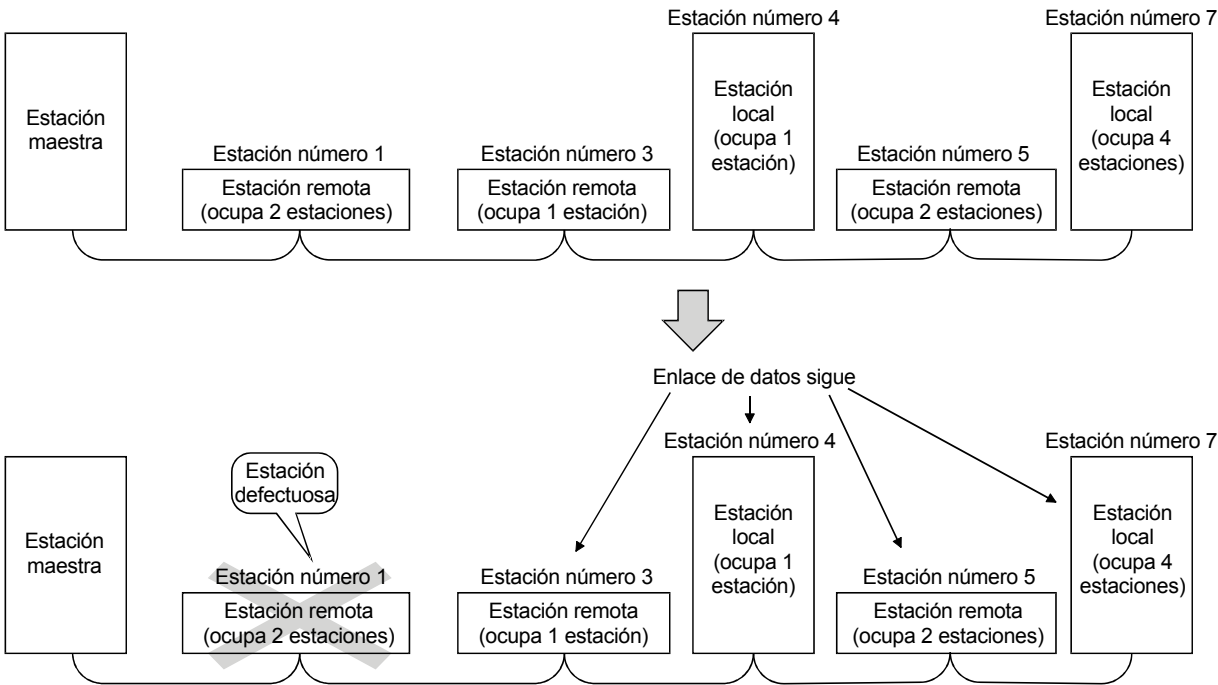 Estación número 4
Estación número 7
Estación
maestra
Estación número 1
Estación remota
(ocupa 2 estaciones)
Estación número 3
Estación remota
(ocupa 1 estación)
Estación
local
(ocupa 1
estación)
Estación número 5
Estación remota
(ocupa 2 estaciones)
Estación
local
(ocupa 4
estaciones)
Enlace de datos sigue
Estación número 4
Estación número 7
Estación
maestra
Estación
defectuosa
Estación número 1
Estación remota
(ocupa 2 estaciones)
Estación número 3
Estación remota
(ocupa 1 estación)
Estación
local
(ocupa 1
estación)
Estación número 5
Estación remota
(ocupa 2 estaciones)
Estación
local
(ocupa 4
estaciones)